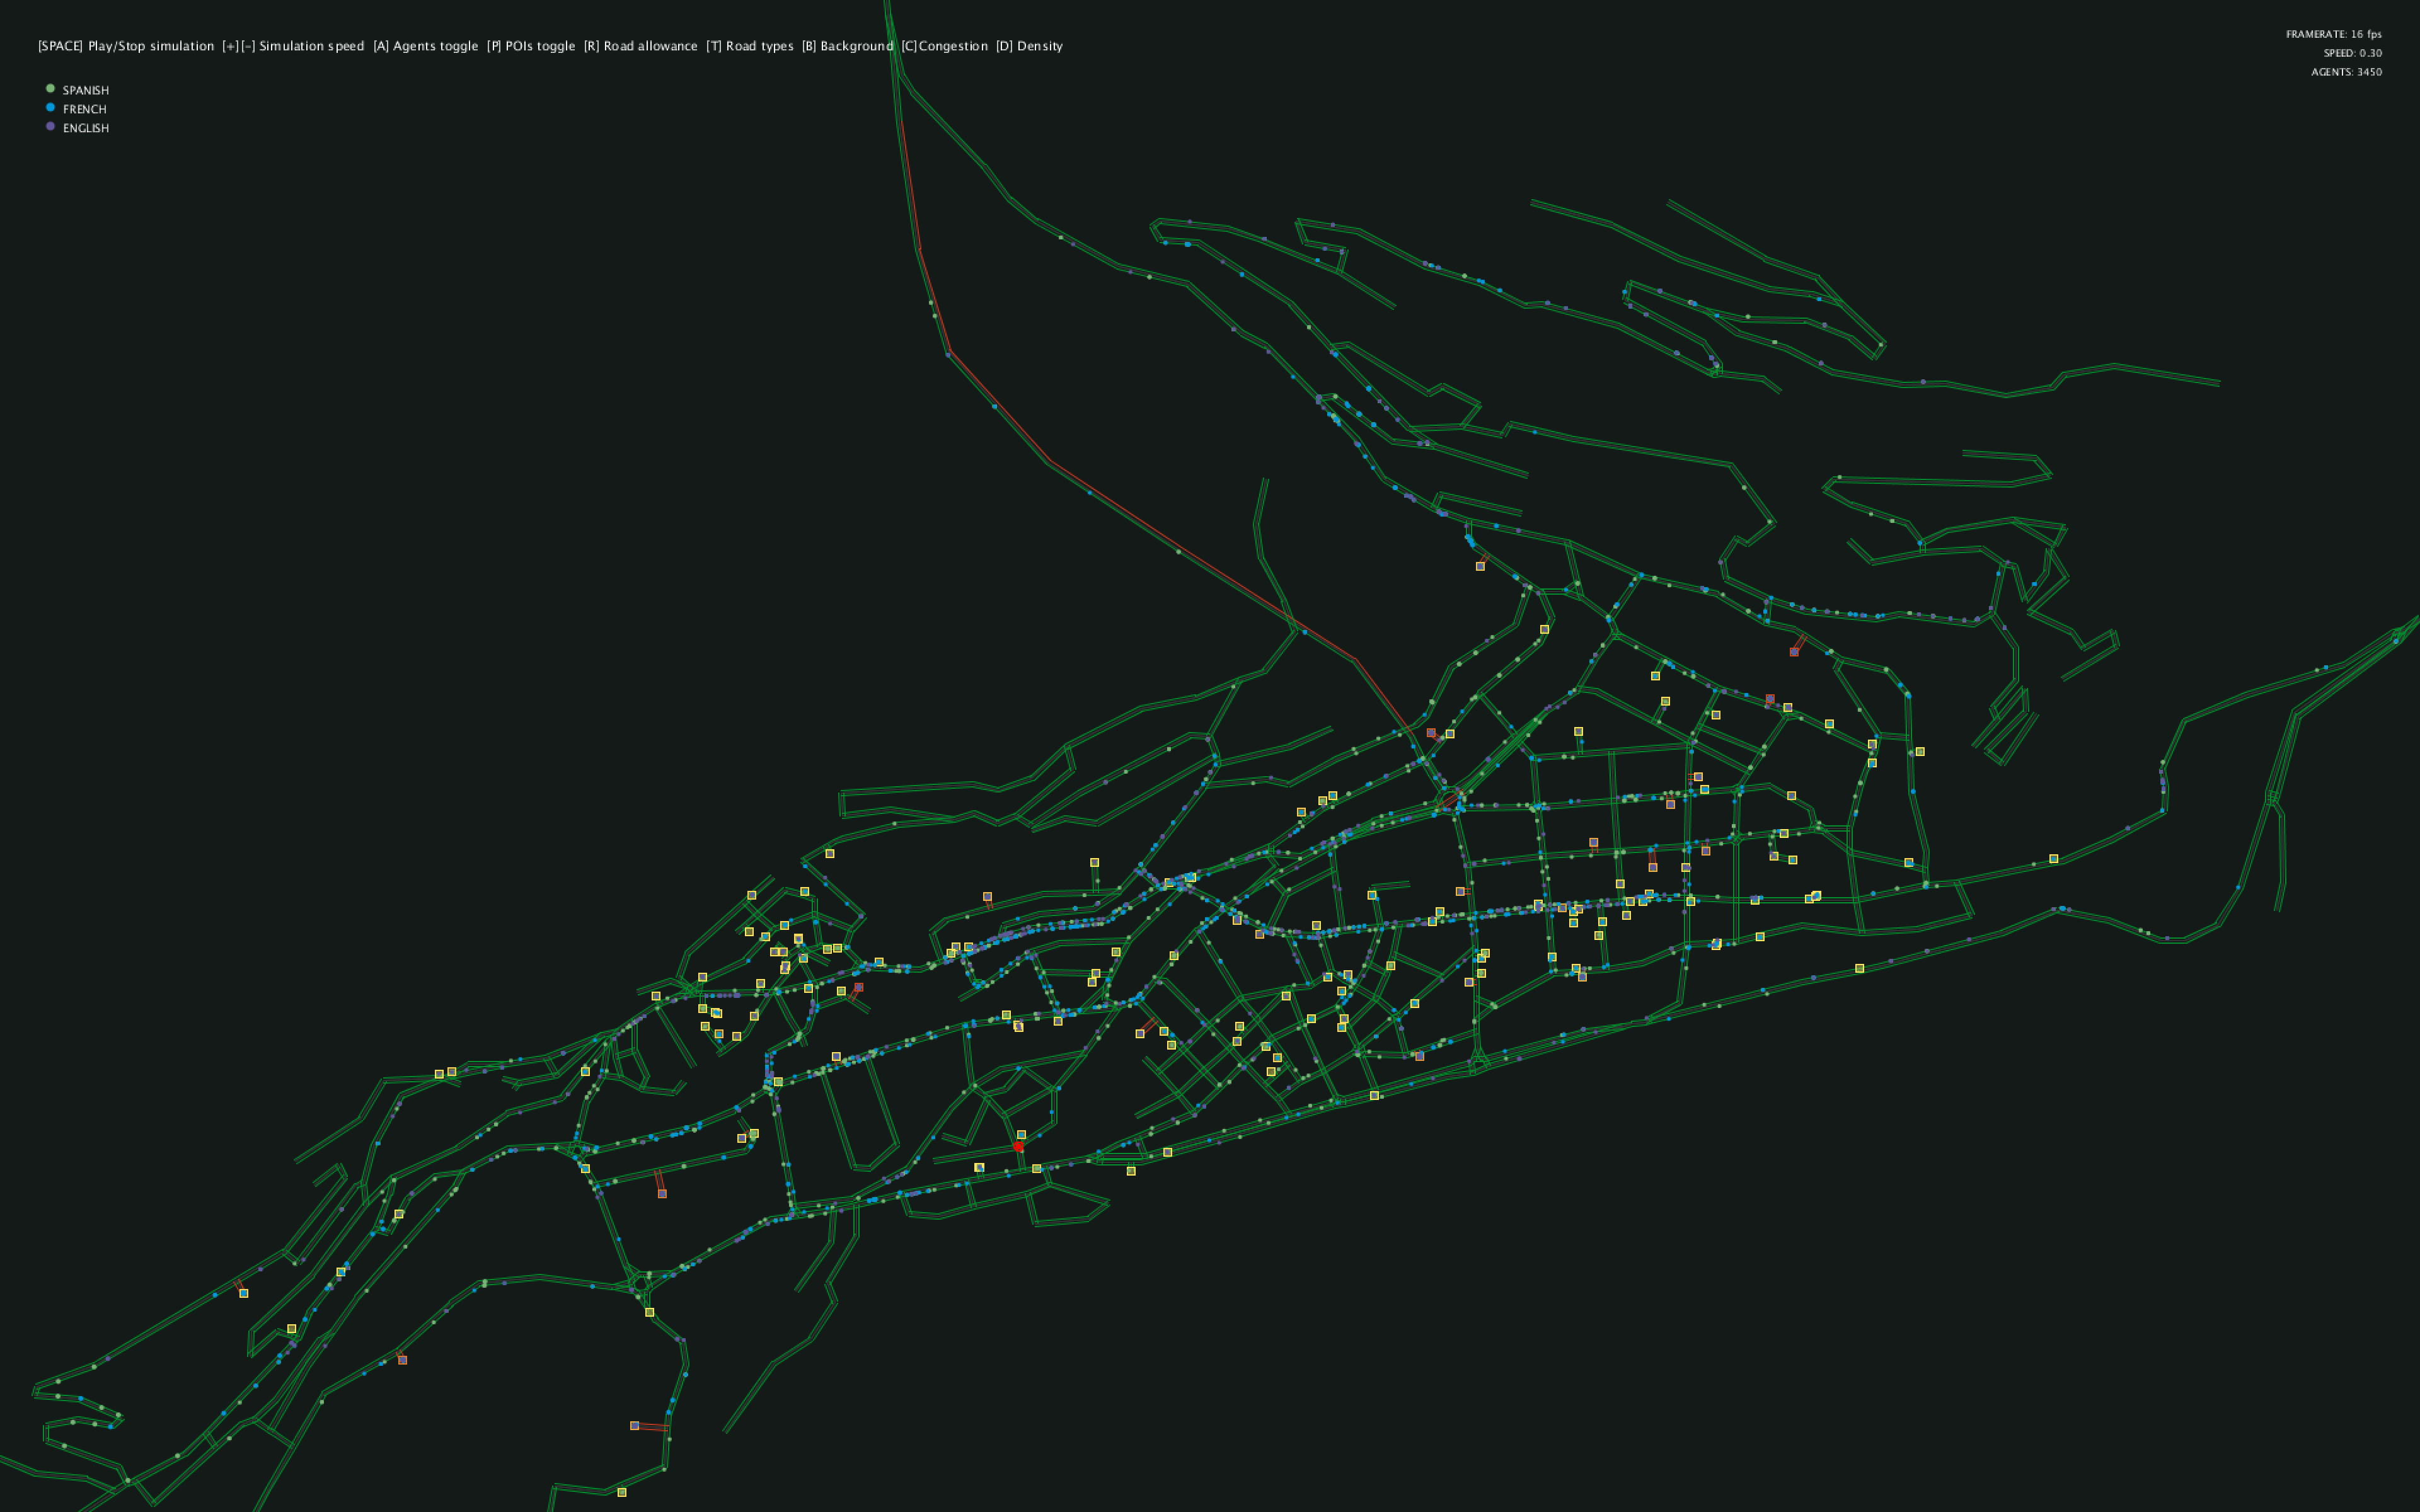 [SPACE] Play/Stop simulation [+][-] Simulation speed [A] Agents toggle [P] POIs toggle [R] Road allowance [T] Road types [B] Background [C]Congestion [D] Density
FRAMERATE: 16 fps
SPEED: 0.30
AGENTS: 3450
SPANISH
FRENCH
ENGLISH